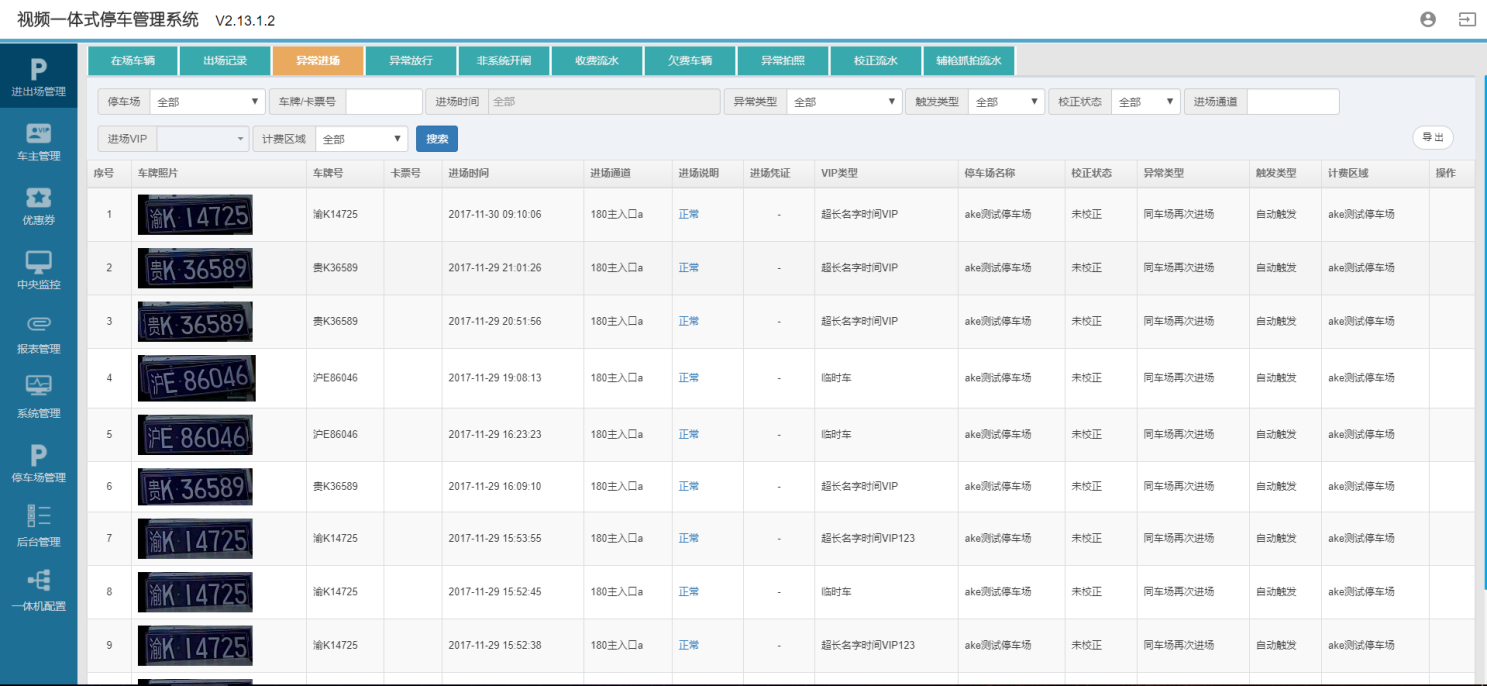 视频一体式停车管理系统 V2.13.1.2
在场车辆 出场记录 异常进场 异常放行 非系统开闸 收费流水 欠费车辆 异常拍照 校正流水 辅枪抓拍流水
停车场 全部 车牌/卡票号 进场时间 全部 异常类型 全部 触发类型 全部 校正状态 全部 进场通道
进场VIP 计费区域 全部 搜索 导出
进出场管理
车主管理
优惠券
中央监控
报表管理
系统管理
停车场管理
后台管理
一体机配置
序号 车牌照片 车牌号 卡票号 进场时间 进场通道 进场说明 进场凭证 VIP类型 停车场名称 校正状态 异常类型 触发类型 计费区域 操作
1 渝K·14725 渝K14725 2017-11-30 09:10:06 180主入口a 正常 - 超长名字时间VIP ake测试停车场 未校正 同车场再次进场 自动触发 ake测试停车场
2 贵K·36589 贵K36589 2017-11-29 21:01:26 180主入口a 正常 - 超长名字时间VIP ake测试停车场 未校正 同车场再次进场 自动触发 ake测试停车场
3 贵K·36589 贵K36589 2017-11-29 20:51:56 180主入口a 正常 - 超长名字时间VIP ake测试停车场 未校正 同车场再次进场 自动触发 ake测试停车场
4 沪E·86046 沪E86046 2017-11-29 19:08:13 180主入口a 正常 - 临时车 ake测试停车场 未校正 同车场再次进场 自动触发 ake测试停车场
5 沪E·86046 沪E86046 2017-11-29 16:23:23 180主入口a 正常 - 临时车 ake测试停车场 未校正 同车场再次进场 自动触发 ake测试停车场
6 贵K·36589 贵K36589 2017-11-29 16:09:10 180主入口a 正常 - 超长名字时间VIP ake测试停车场 未校正 同车场再次进场 自动触发 ake测试停车场
7 渝K·14725 渝K14725 2017-11-29 15:53:55 180主入口a 正常 - 超长名字时间VIP123 ake测试停车场 未校正 同车场再次进场 自动触发 ake测试停车场
8 渝K·14725 渝K14725 2017-11-29 15:52:45 180主入口a 正常 - 临时车 ake测试停车场 未校正 同车场再次进场 自动触发 ake测试停车场
9 渝K·14725 渝K14725 2017-11-29 15:52:38 180主入口a 正常 - 超长名字时间VIP123 ake测试停车场 未校正 同车场再次进场 自动触发 ake测试停车场